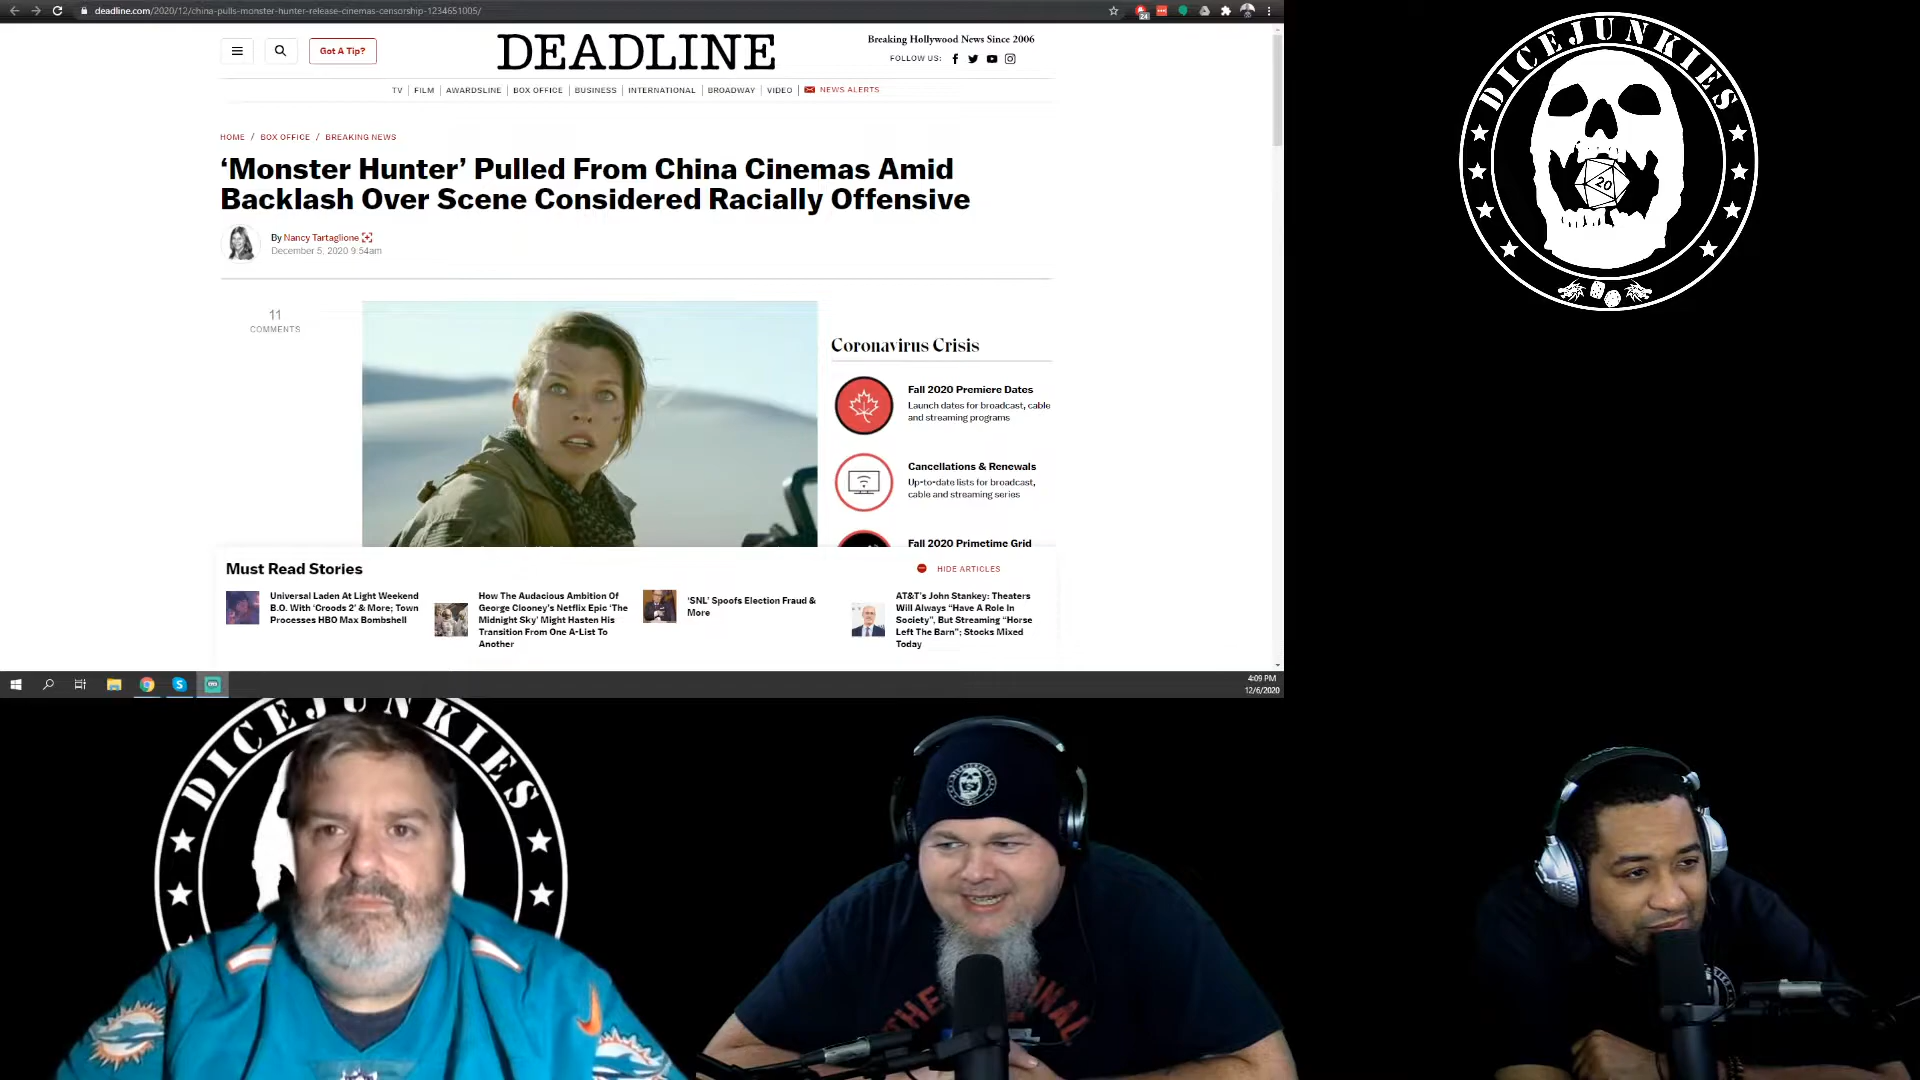 deadline.com/2020/12/china-pulls-monster-hunter-release-cinemas-censorship-1234651005/
24
Got A Tip?
DEADLINE
Breaking Hollywood News Since 2006
FOLLOW US:
TV FILM AWARDSLINE BOX OFFICE BUSINESS INTERNATIONAL BROADWAY VIDEO NEWS ALERTS
HOME / BOX OFFICE / BREAKING NEWS
‘Monster Hunter’ Pulled From China Cinemas Amid
Backlash Over Scene Considered Racially Offensive
By Nancy Tartaglione
December 5, 2020 9:54am
11
COMMENTS
Coronavirus Crisis
Fall 2020 Premiere Dates
Launch dates for broadcast, cable
and streaming programs
Cancellations & Renewals
Up-to-date lists for broadcast,
cable and streaming series
Fall 2020 Primetime Grid
Must Read Stories
HIDE ARTICLES
Universal Laden At Light Weekend
B.O. With ‘Croods 2’ & More; Town
Processes HBO Max Bombshell
How The Audacious Ambition Of
George Clooney’s Netflix Epic ‘The
Midnight Sky’ Might Hasten His
Transition From One A-List To
Another
‘SNL’ Spoofs Election Fraud &
More
AT&T’s John Stankey: Theaters
Will Always “Have A Role In
Society”, But Streaming “Horse
Left The Barn”; Stocks Mixed
Today
4:09 PM
12/6/2020
DICEJUNKIES
20
DICEJUNKIES
THE